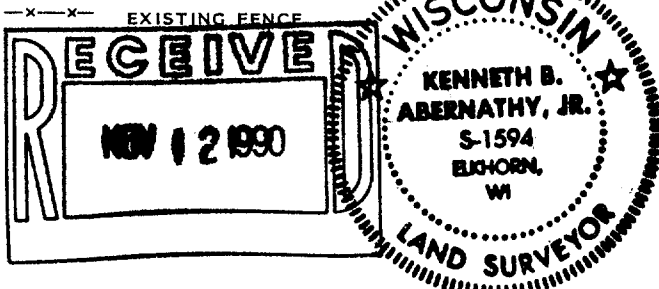 —x—x— EXISTING FENCE
RECEIVED
NOV 12 1990
WISCONSIN
KENNETH B.
ABERNATHY, JR.
S-1594
ELKHORN,
WI
LAND SURVEYOR